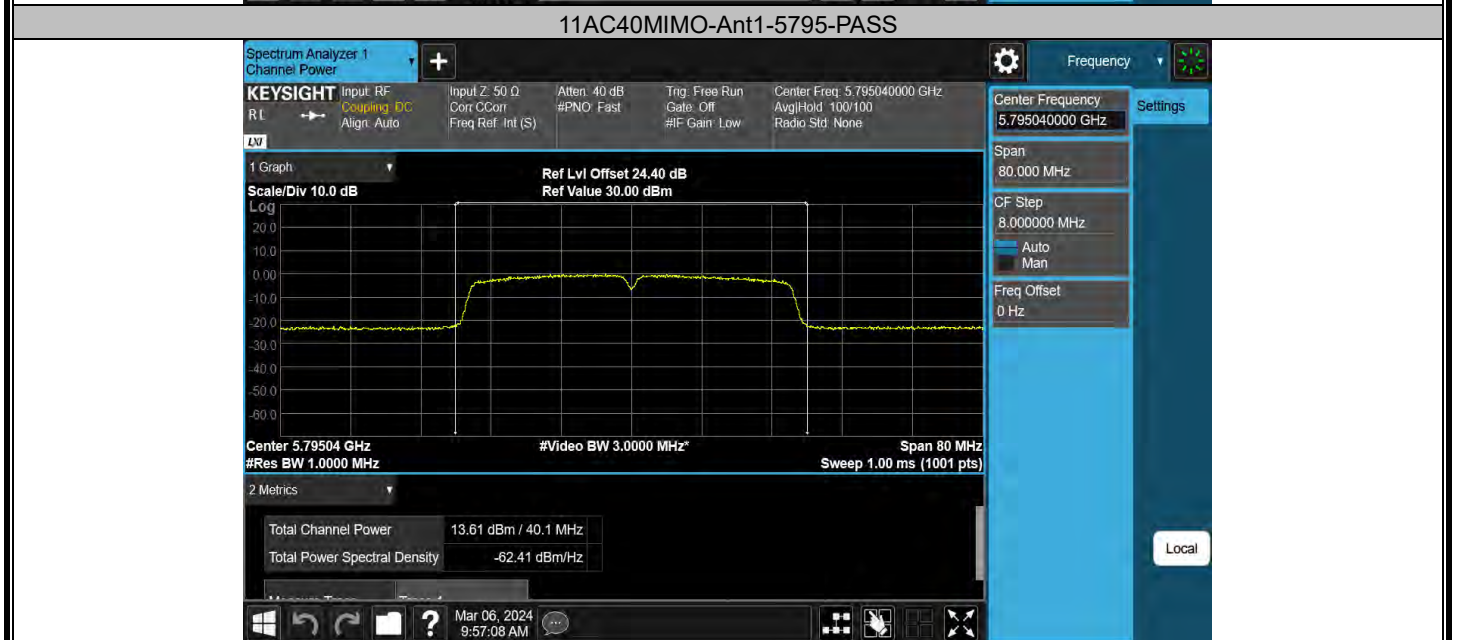 11AC40MIMO-Ant1-5795-PASS
Spectrum Analyzer 1
Channel Power
Frequency
KEYSIGHT
Input: RF
Coupling: DC
Align: Auto
R L
LXI
Input Z: 50 Ω
Corr CCorr
Freq Ref: Int (S)
Atten: 40 dB
#PNO: Fast
Trig: Free Run
Gate: Off
#IF Gain: Low
Center Freq: 5.795040000 GHz
Avg|Hold: 100/100
Radio Std: None
Center Frequency
5.795040000 GHz
Settings
Span
80.000 MHz
CF Step
8.000000 MHz
Auto
Man
Freq Offset
0 Hz
Local
1 Graph
Scale/Div 10.0 dB
Ref Lvl Offset 24.40 dB
Ref Value 30.00 dBm
Log
20.0
10.0
0.00
-10.0
-20.0
-30.0
-40.0
-50.0
-60.0
Center 5.79504 GHz
#Video BW 3.0000 MHz*
Span 80 MHz
#Res BW 1.0000 MHz
Sweep 1.00 ms (1001 pts)
2 Metrics
Total Channel Power 13.61 dBm / 40.1 MHz
Total Power Spectral Density -62.41 dBm/Hz
Mar 06, 2024
9:57:08 AM